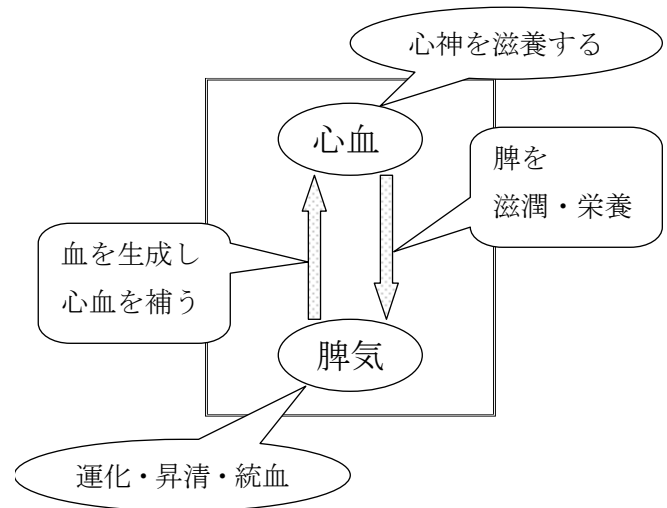 心神を滋養する
心血
脾を
滋潤・栄養
血を生成し
心血を補う
脾気
運化・昇清・統血